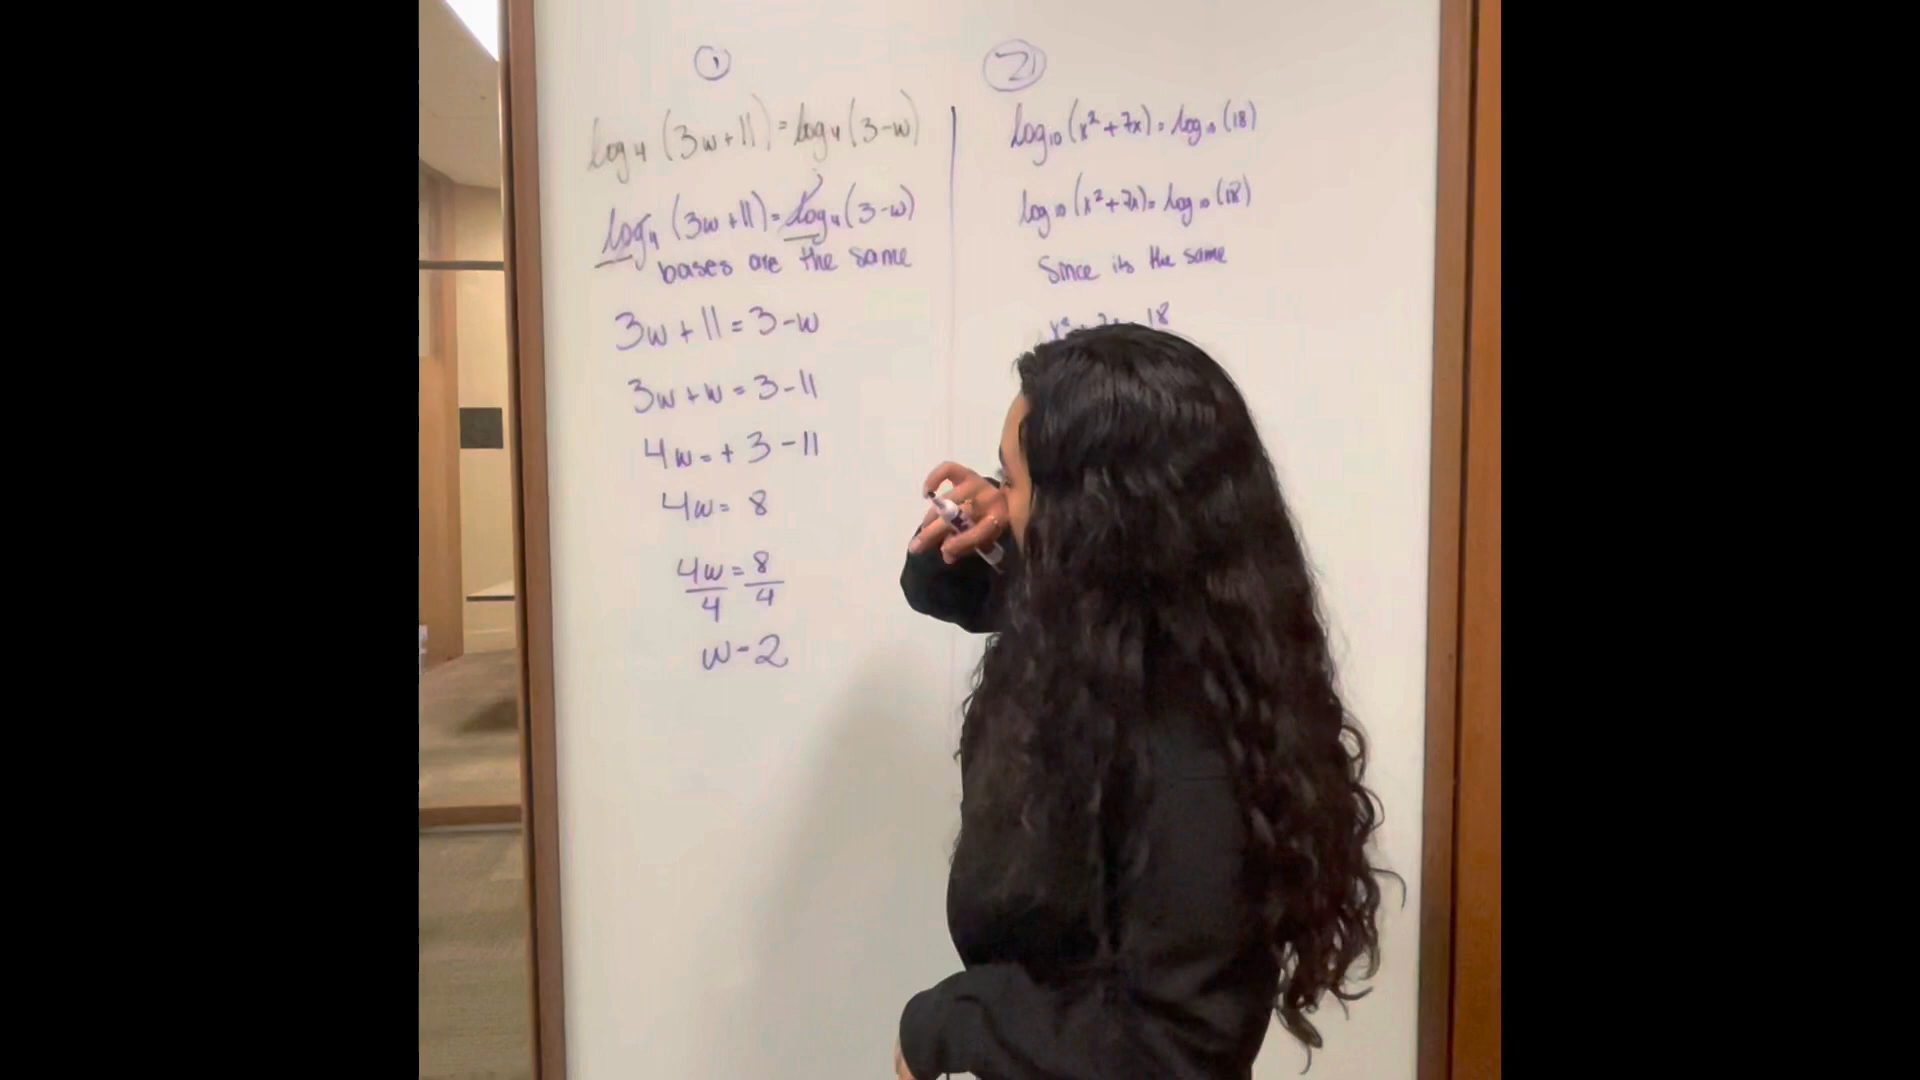 1
log₄ (3w+11) = log₄ (3-w)
log₄ (3w+11) = log₄ (3-w)
bases are the same
3w + 11 = 3-w
3w + w = 3-11
4w = + 3 - 11
4w = 8
4w = 8
4 4
w = 2
2
log₁₀ (x² + 7x) = log₁₀ (18)
log₁₀ (x² + 7x) = log₁₀ (18)
Since its the same
18